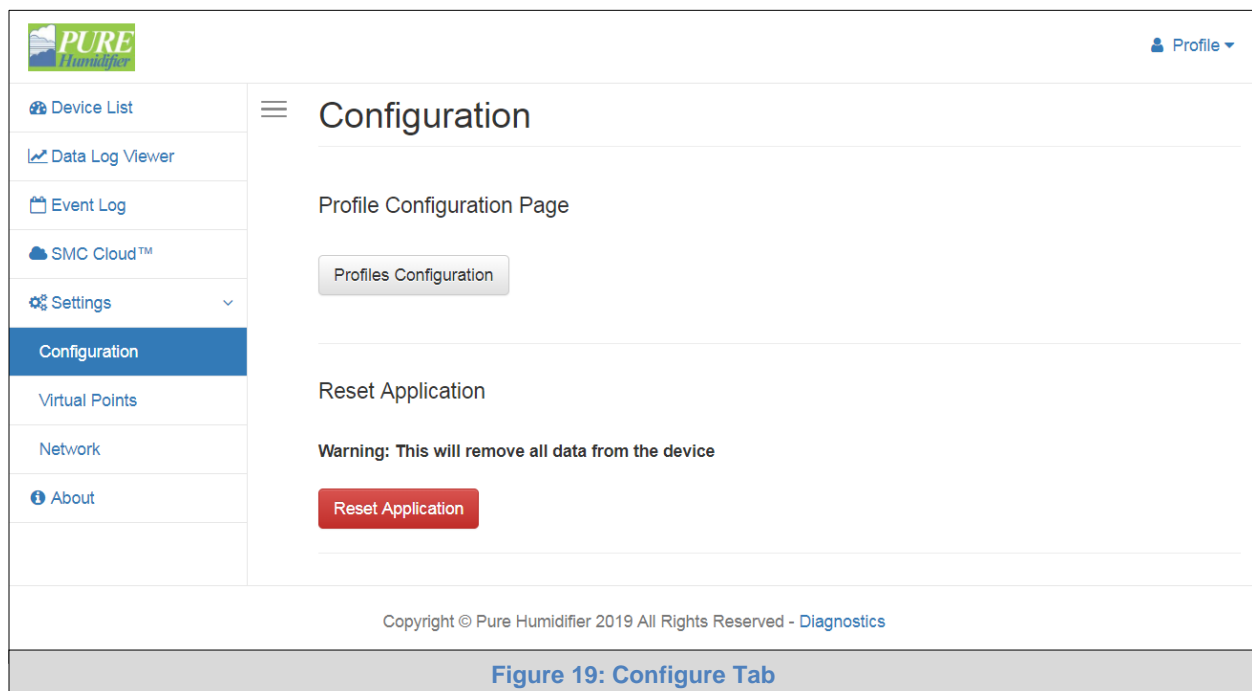 PURE
Humidifier
Profile
Device List
Data Log Viewer
Event Log
SMC Cloud™
Settings
Configuration
Virtual Points
Network
About
Configuration
Profile Configuration Page
Profiles Configuration
Reset Application
Warning: This will remove all data from the device
Reset Application
Copyright © Pure Humidifier 2019 All Rights Reserved - Diagnostics
Figure 19: Configure Tab